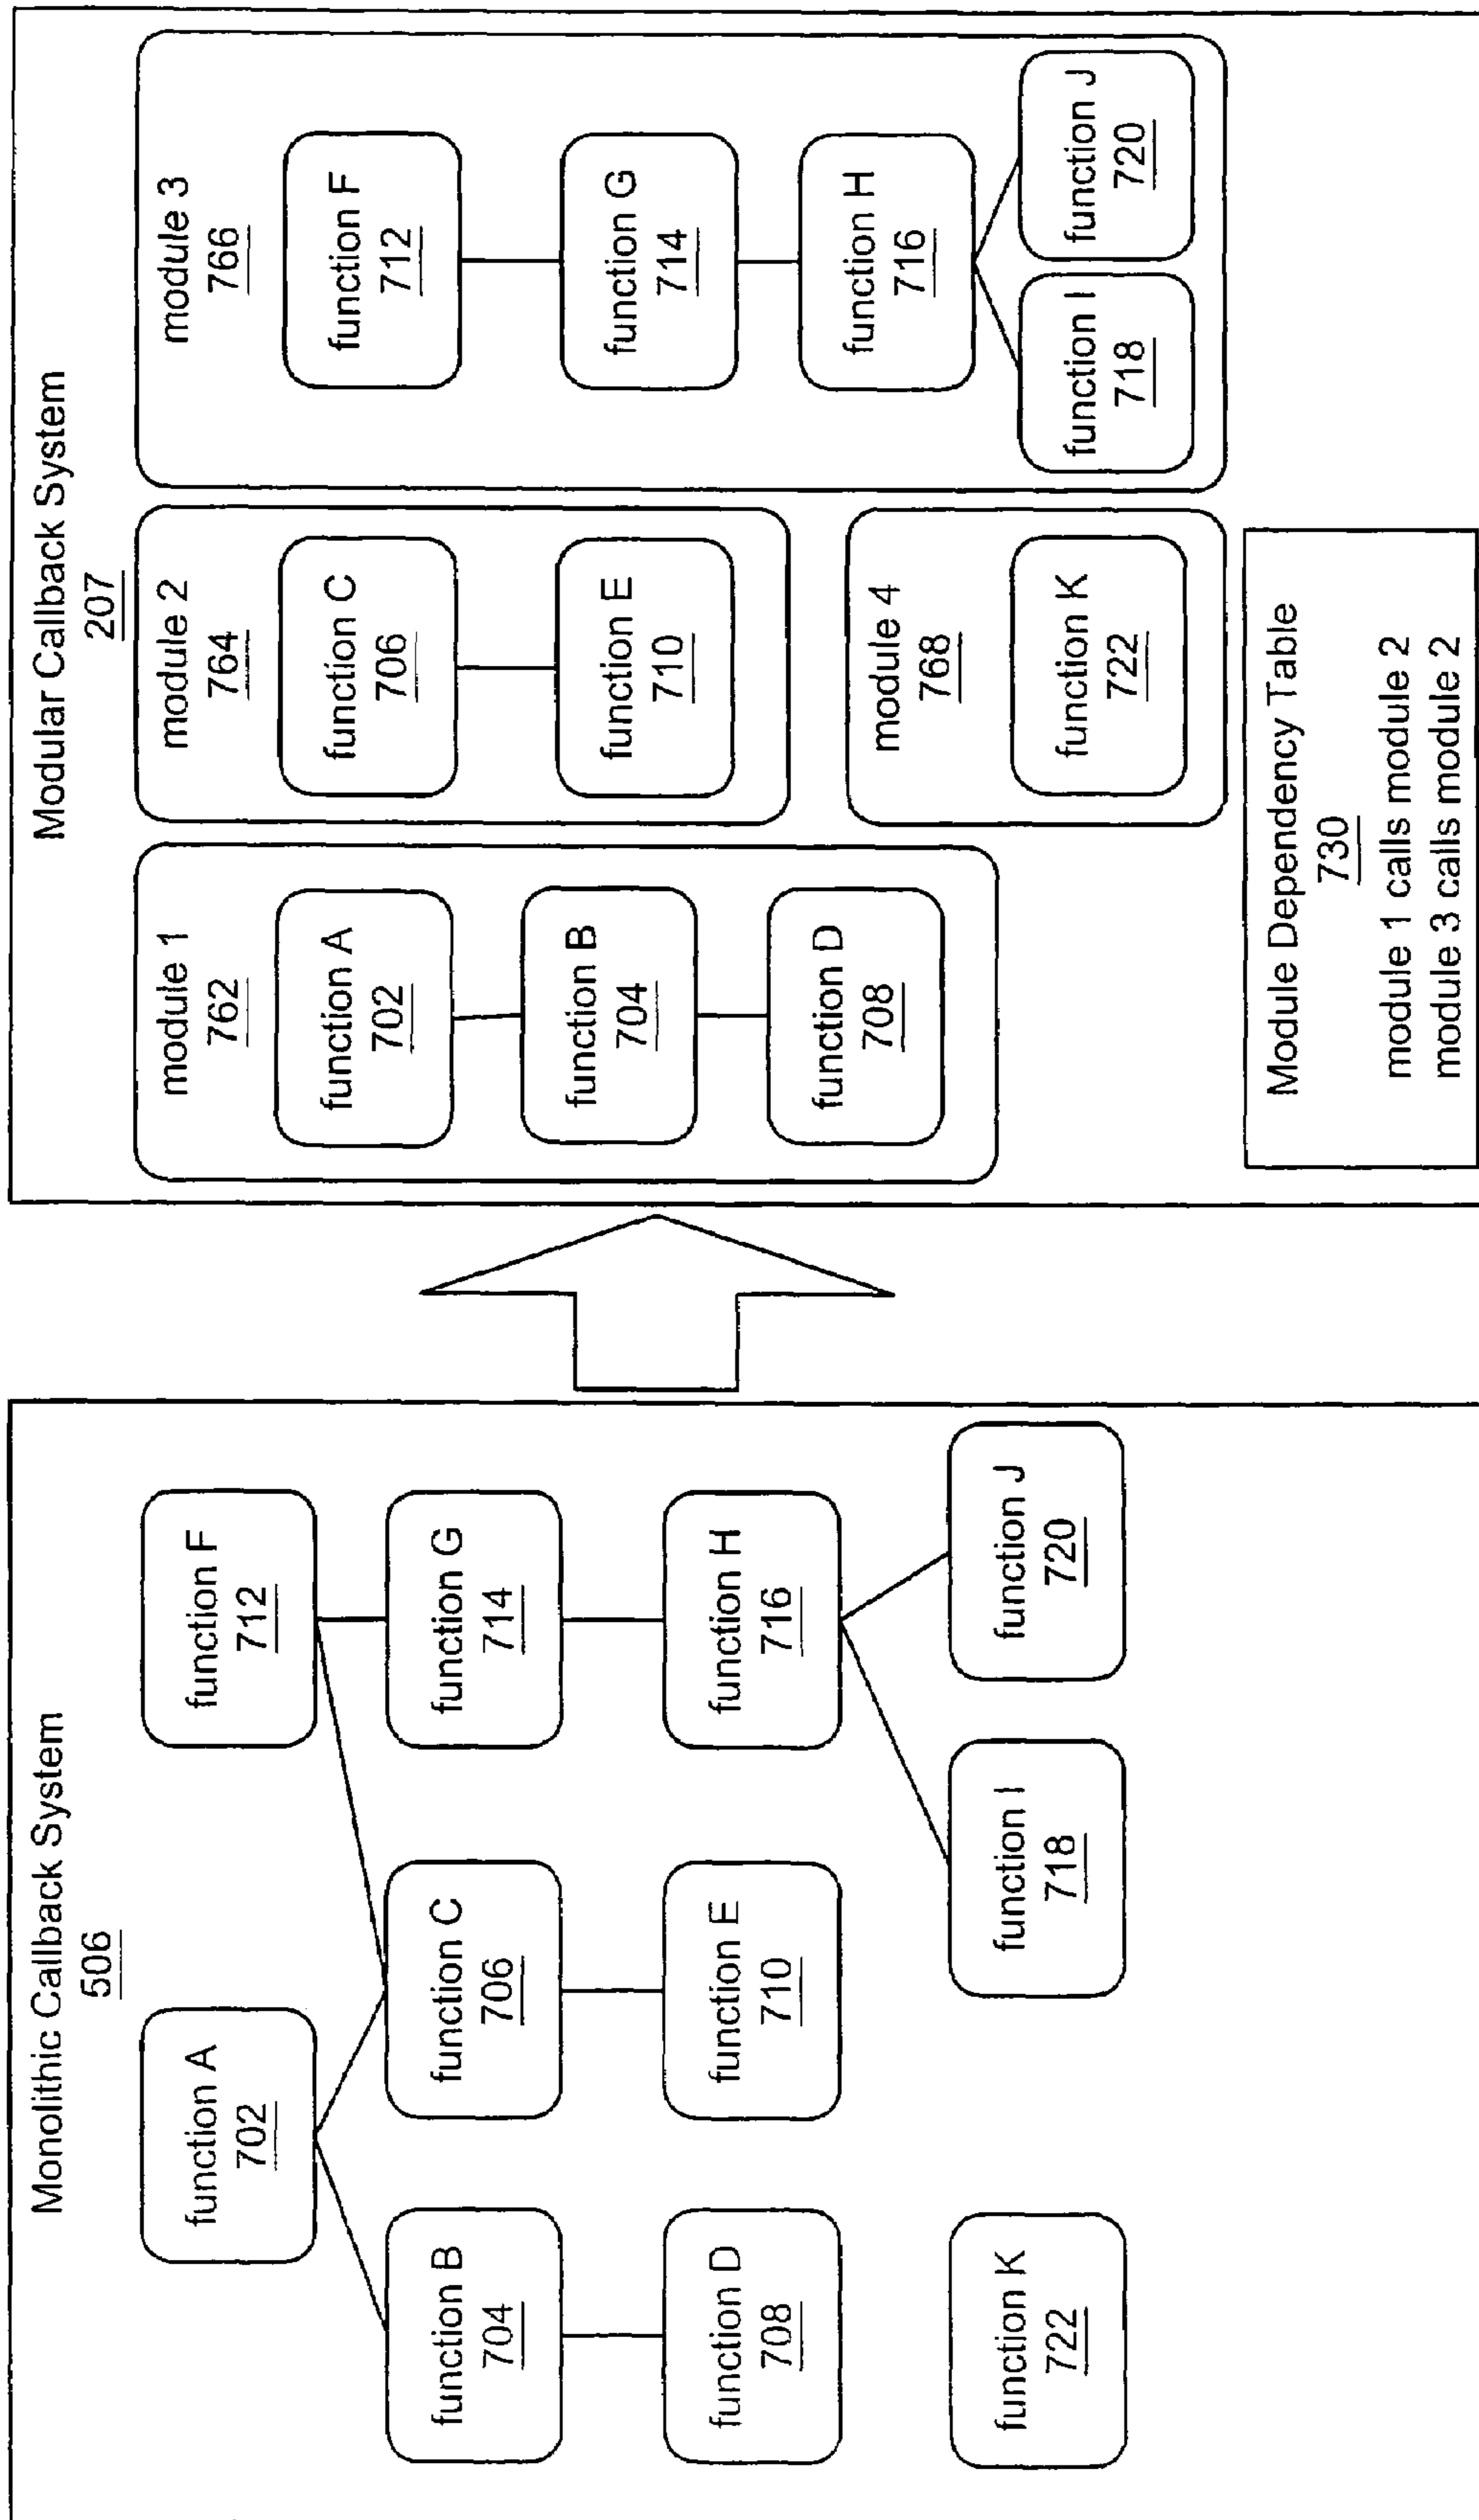 Monolithic Callback System
506
function A
702
function F
712
function B
704
function C
706
function G
714
function D
708
function E
710
function H
716
function K
722
function I
718
function J
720
Modular Callback System
207
module 1
762
function A
702
function B
704
function D
708
module 2
764
function C
706
function E
710
module 4
768
function K
722
module 3
766
function F
712
function G
714
function H
716
function I
718
function J
720
Module Dependency Table
730
module 1 calls module 2
module 3 calls module 2